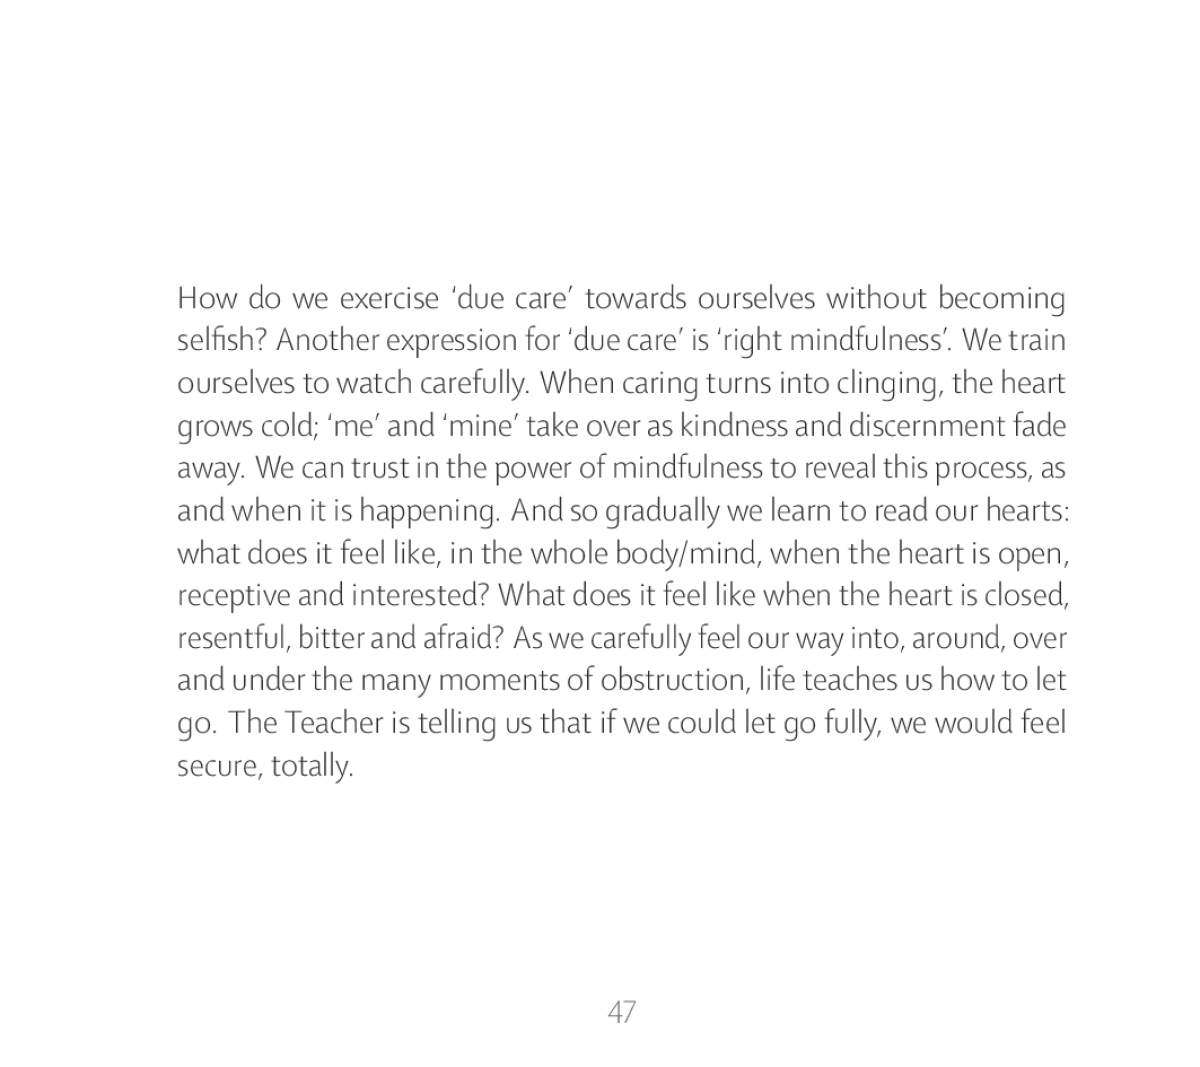 How do we exercise ‘due care’ towards ourselves without becoming
selfish? Another expression for ‘due care’ is ‘right mindfulness’. We train
ourselves to watch carefully. When caring turns into clinging, the heart
grows cold; ‘me’ and ‘mine’ take over as kindness and discernment fade
away. We can trust in the power of mindfulness to reveal this process, as
and when it is happening. And so gradually we learn to read our hearts:
what does it feel like, in the whole body/mind, when the heart is open,
receptive and interested? What does it feel like when the heart is closed,
resentful, bitter and afraid? As we carefully feel our way into, around, over
and under the many moments of obstruction, life teaches us how to let
go. The Teacher is telling us that if we could let go fully, we would feel
secure, totally.
47